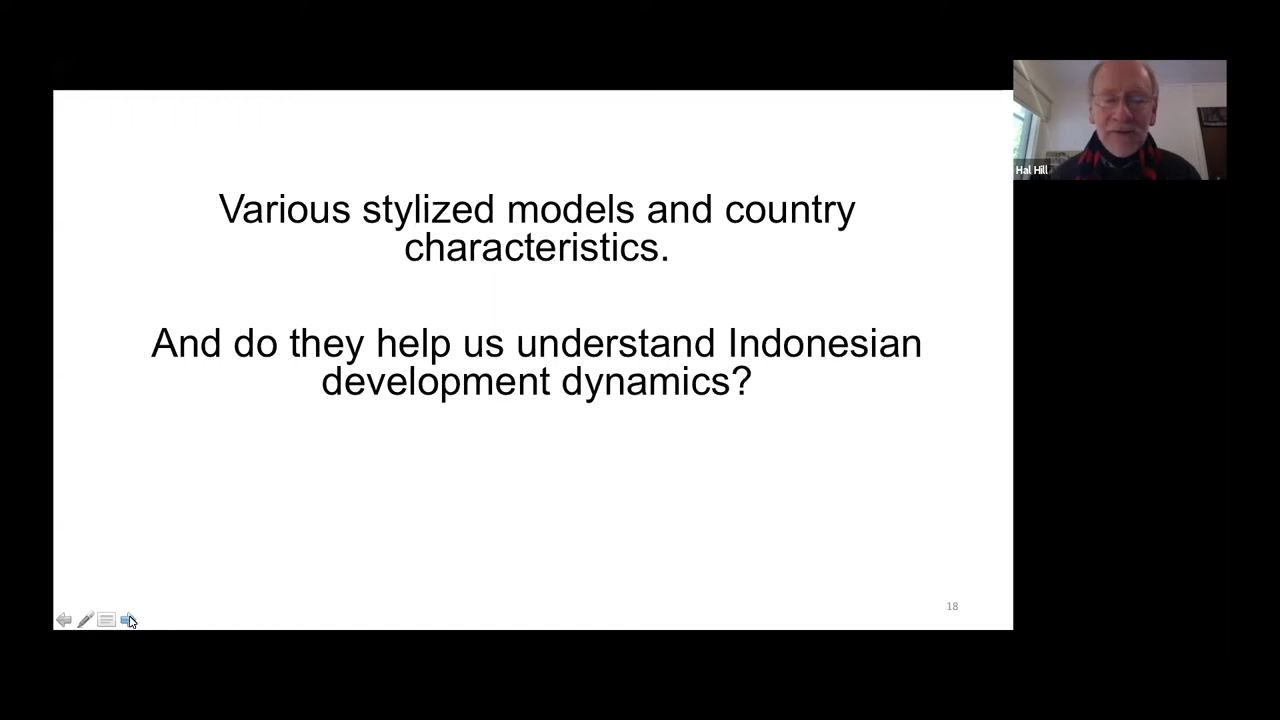 Various stylized models and country
characteristics.
And do they help us understand Indonesian
development dynamics?
18
Hal Hill